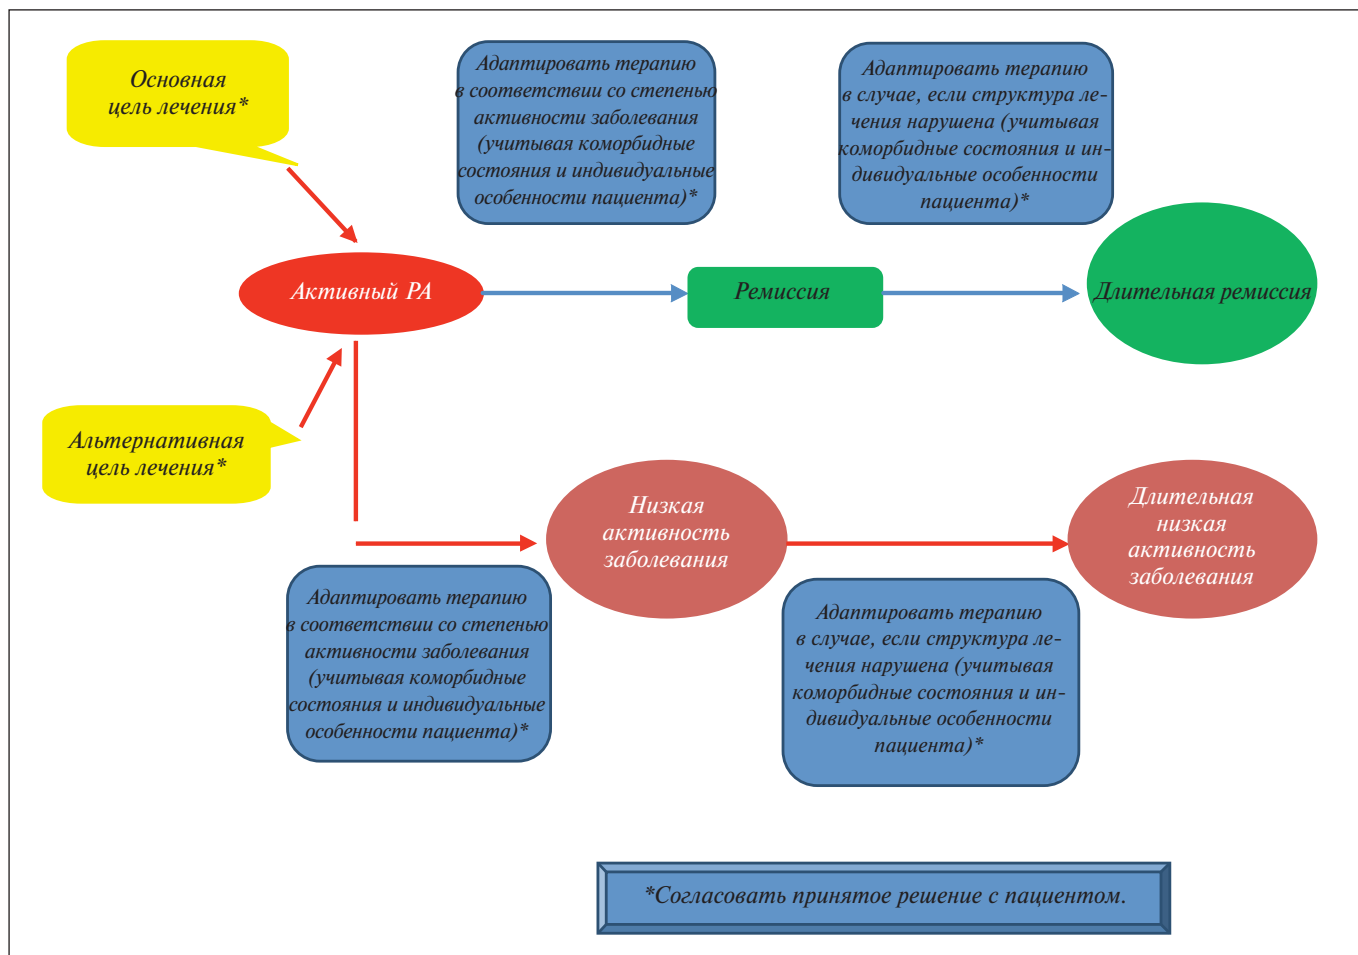 Основная
цель лечения*
Адаптировать терапию
в соответствии со степенью
активности заболевания
(учитывая коморбидные
состояния и индивидуальные
особенности пациента)*
Адаптировать терапию
в случае, если структура ле-
чения нарушена (учитывая
коморбидные состояния и ин-
дивидуальные особенности
пациента)*
Активный РА
Ремиссия
Длительная ремиссия
Альтернативная
цель лечения*
Низкая
активность
заболевания
Длительная
низкая
активность
заболевания
Адаптировать терапию
в соответствии со степенью
активности заболевания
(учитывая коморбидные
состояния и индивидуальные
особенности пациента)*
Адаптировать терапию
в случае, если структура ле-
чения нарушена (учитывая
коморбидные состояния и ин-
дивидуальные особенности
пациента)*
*Согласовать принятое решение с пациентом.